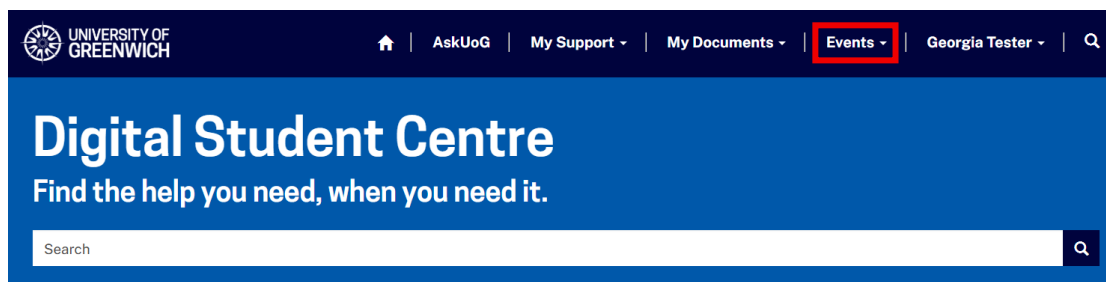 UNIVERSITY OF
GREENWICH
AskUoG | My Support | My Documents | Events | Georgia Tester |
Digital Student Centre
Find the help you need, when you need it.
Search